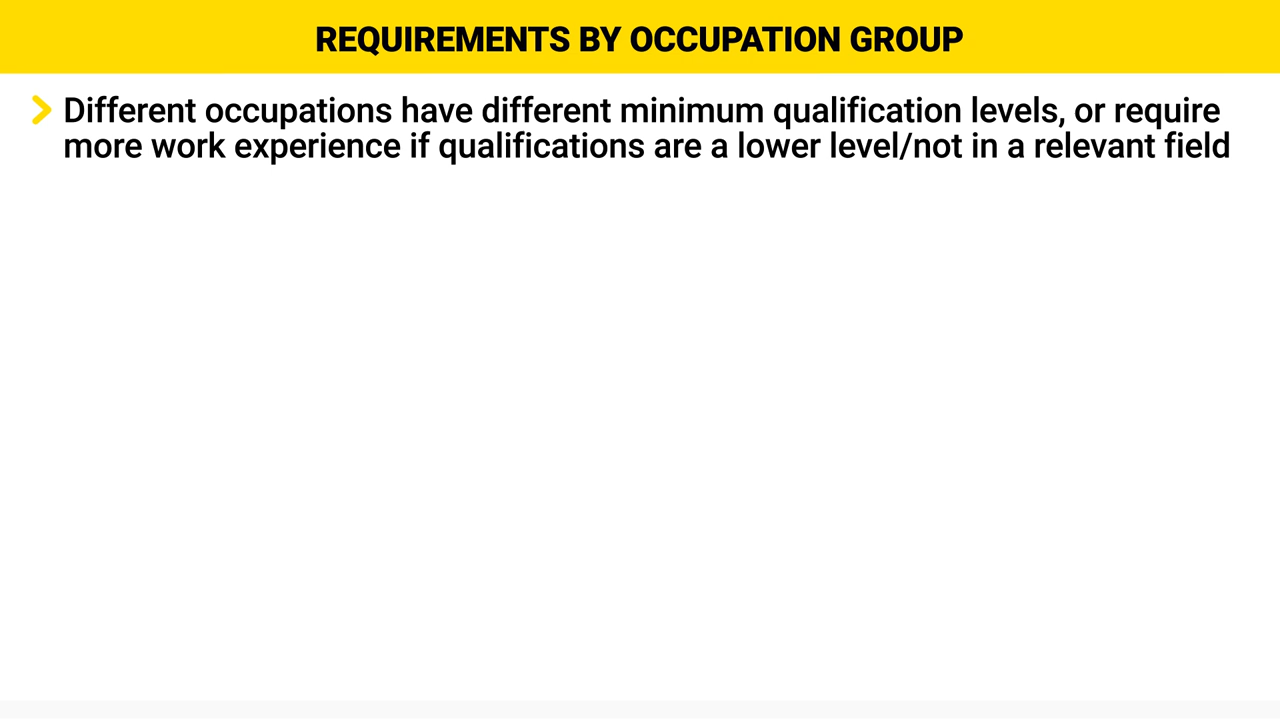 REQUIREMENTS BY OCCUPATION GROUP
Different occupations have different minimum qualification levels, or require
more work experience if qualifications are a lower level/not in a relevant field